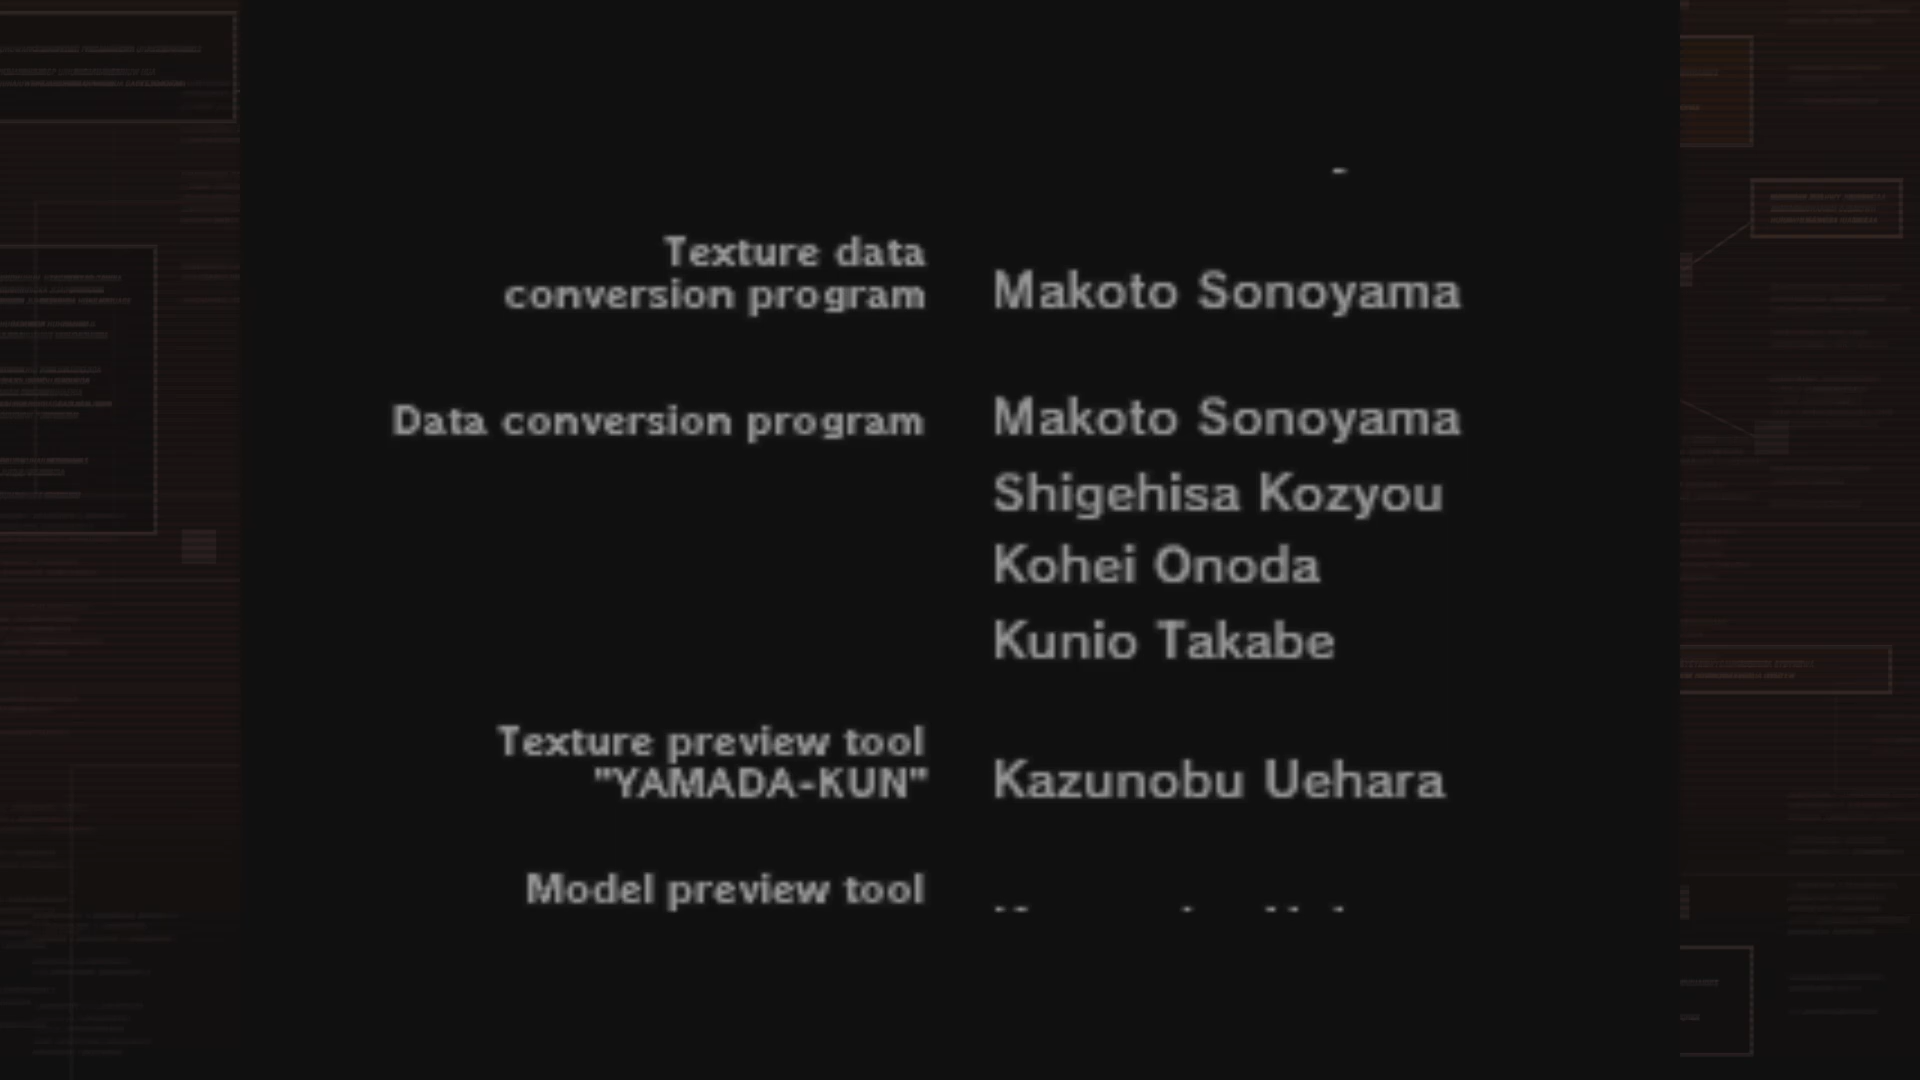 Texture data
conversion program Makoto Sonoyama
Data conversion program Makoto Sonoyama
Shigehisa Kozyou
Kohei Onoda
Kunio Takabe
Texture preview tool
"YAMADA-KUN" Kazunobu Uehara
Model preview tool